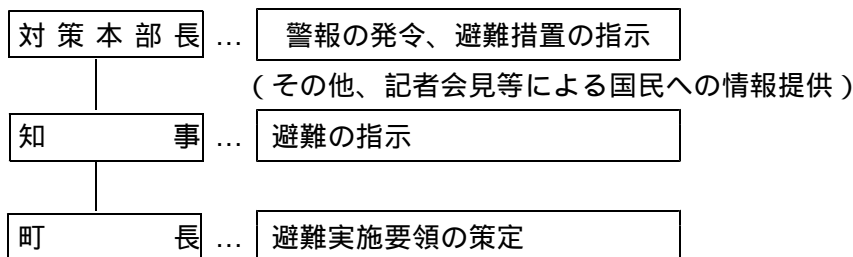 対策本部長 … 警報の発令、避難措置の指示
(その他、記者会見等による国民への情報提供)
知 事 … 避難の指示
町 長 … 避難実施要領の策定